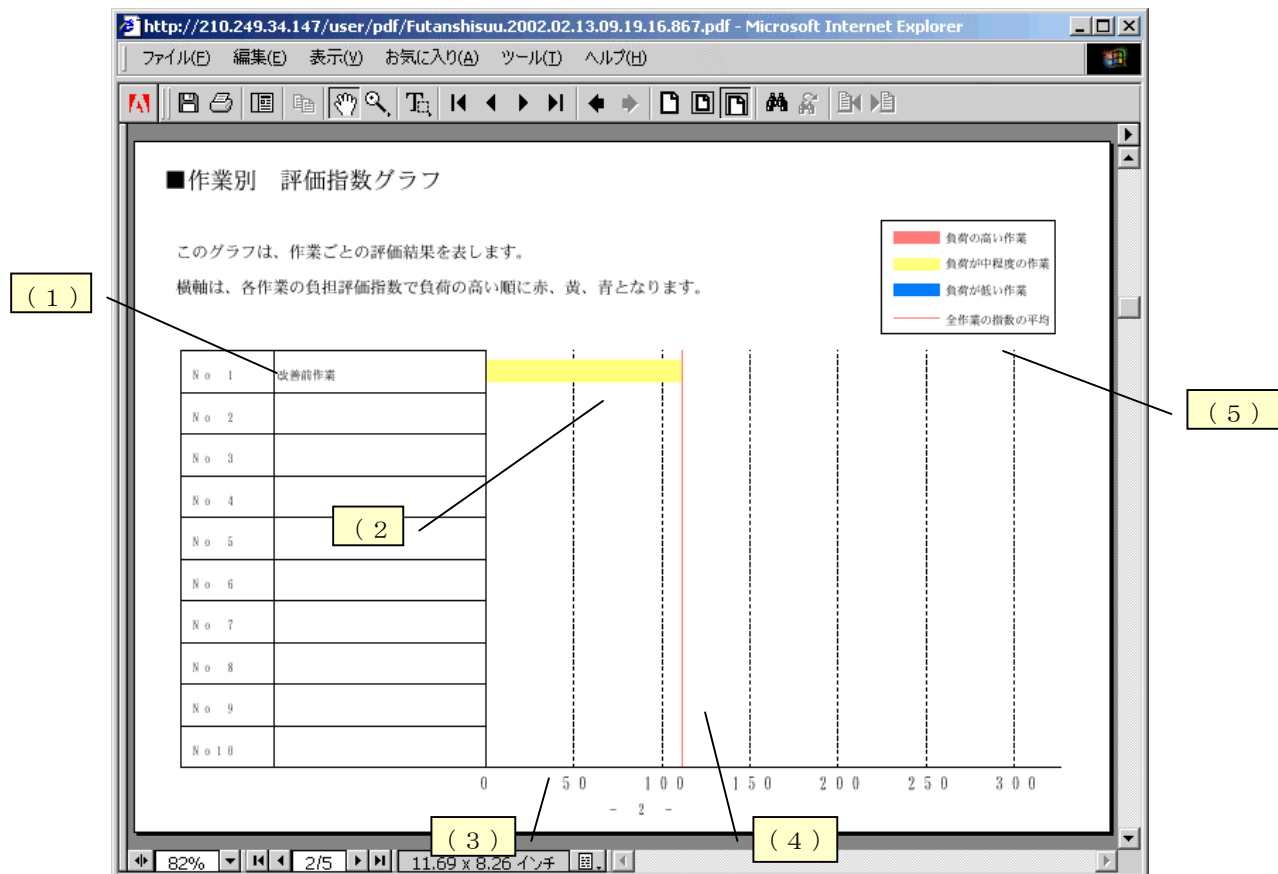 http://210.249.34.147/user/pdf/Futanshisuu.2002.02.13.09.19.16.867.pdf - Microsoft Internet Explorer
ファイル(F) 編集(E) 表示(V) お気に入り(A) ツール(T) ヘルプ(H)
■作業別 評価指数グラフ
このグラフは、作業ごとの評価結果を表します。
横軸は、各作業の負担評価指数で負荷の高い順に赤、黄、青となります。
負荷の高い作業
負荷が中程度の作業
負荷が低い作業
全作業の指数の平均
(1)
(5)
No 1 改善前作業
No 2
No 3
No 4
(2
No 5
No 6
No 7
No 8
No 9
No10
0 50 100 150 200 250 300
- 2 -
(3)
(4)
82% 2/5 11.69 x 8.26 インチ